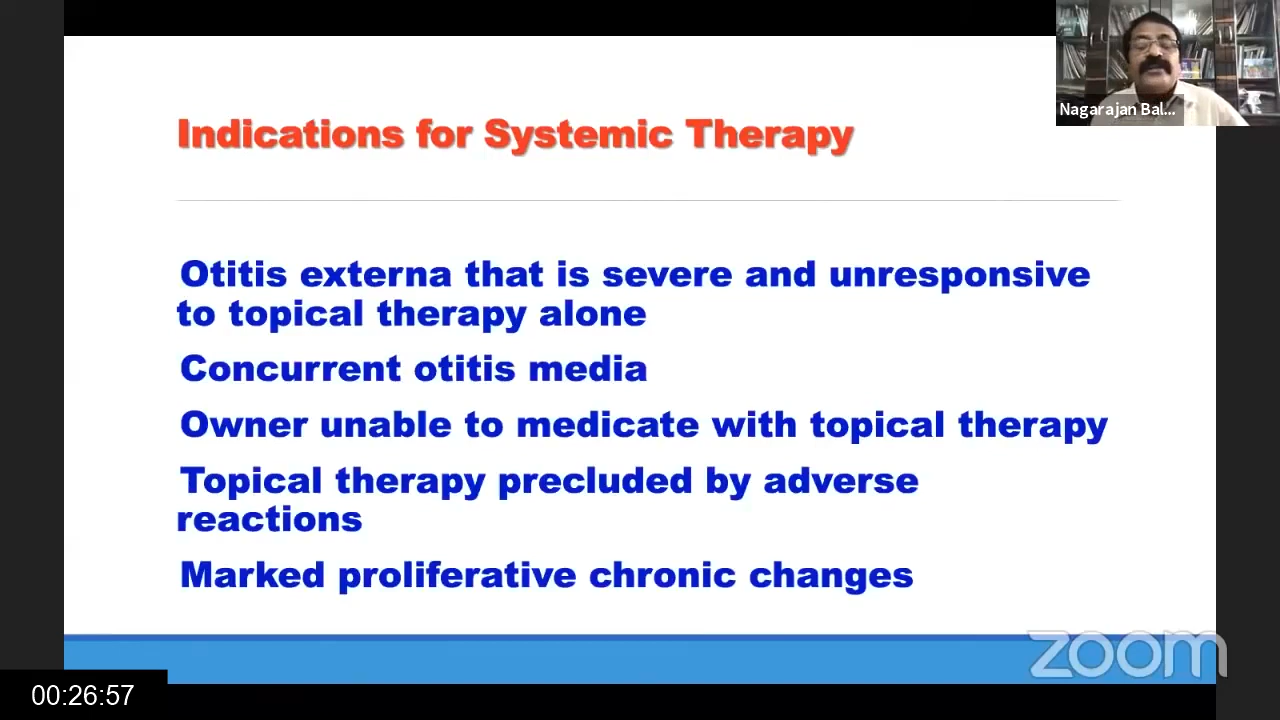 Nagarajan Bal...
Indications for Systemic Therapy
Otitis externa that is severe and unresponsive
to topical therapy alone
Concurrent otitis media
Owner unable to medicate with topical therapy
Topical therapy precluded by adverse
reactions
Marked proliferative chronic changes
zoom
00:26:57